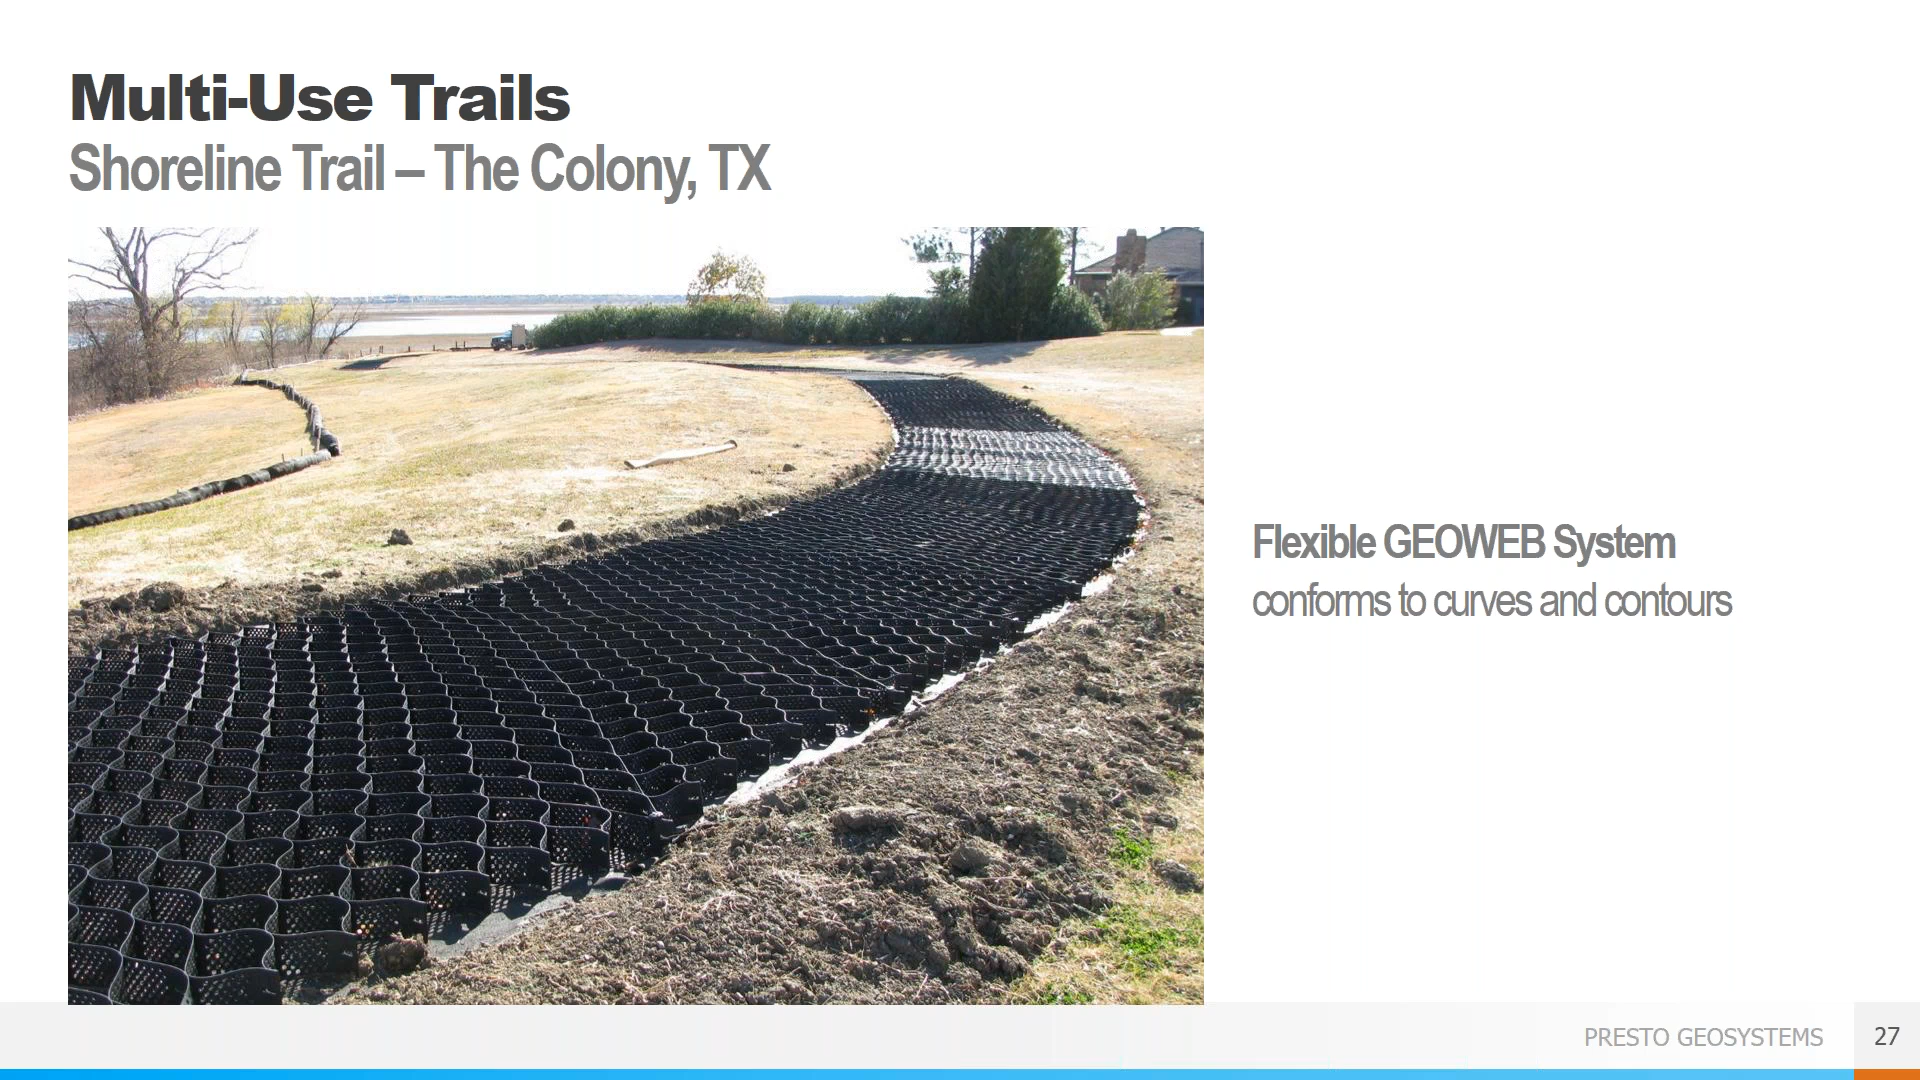 Multi-Use Trails
Shoreline Trail – The Colony, TX
Flexible GEOWEB System
conforms to curves and contours
PRESTO GEOSYSTEMS
27